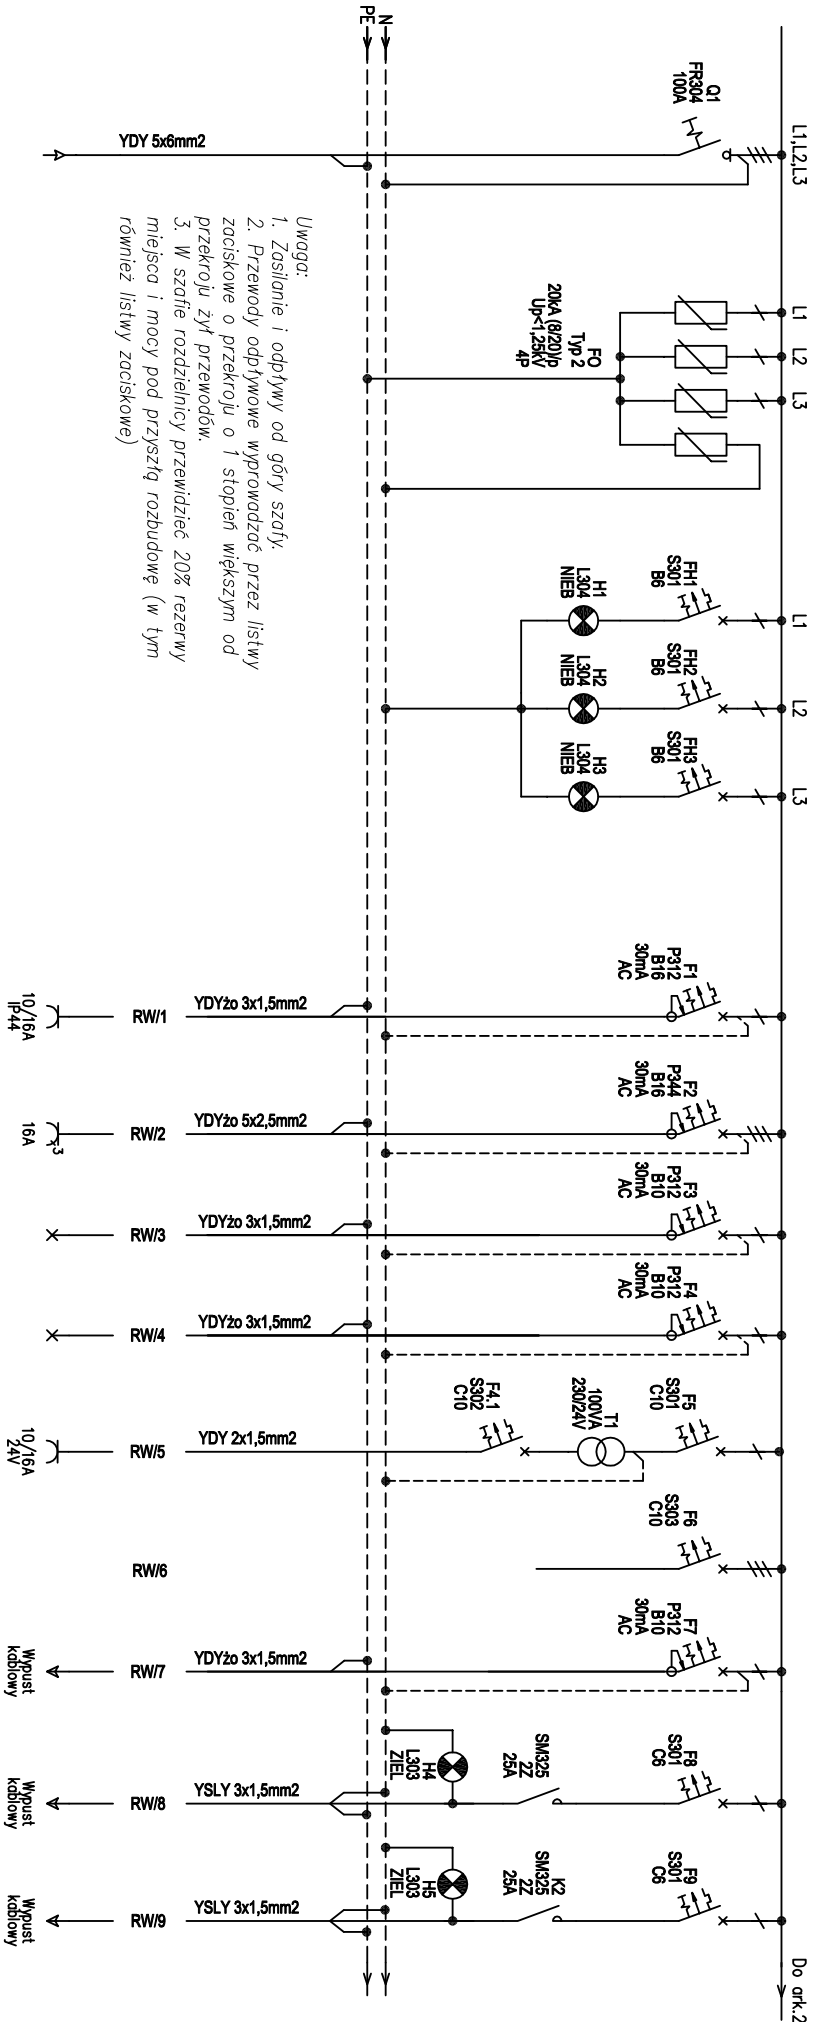 N
PE
L1,L2,L3
Q1
FR304
100A
YDY 5x6mm2
L1
L2
L3
FO
Typ 2
20kA (8/20)/p
Up<1,25kV
4P
L1
L2
L3
FH1
S301
B6
FH2
S301
B6
FH3
S301
B6
H1
L304
NIEB
H2
L304
NIEB
H3
L304
NIEB
Uwaga:
1. Zasilanie i odpływy od góry szafy.
2. Przewody odpływowe wyprowadzać przez listwy
zaciskowe o przekroju o 1 stopień większym od
przekroju żył przewodów.
3. W szafie rozdzielnicy przewidzieć 20% rezerwy
miejsca i mocy pod przyszłą rozbudowę (w tym
również listwy zaciskowe)
F1
P312
B16
30mA
AC
YDYżo 3x1,5mm2
RW/1
10/16A
IP44
F2
P344
B16
30mA
AC
YDYżo 5x2,5mm2
RW/2
3
16A
F3
P312
B10
30mA
AC
YDYżo 3x1,5mm2
RW/3
F4
P312
B10
30mA
AC
YDYżo 3x1,5mm2
RW/4
F5
S301
C10
T1
100VA
230/24V
F4.1
S302
C10
YDY 2x1,5mm2
RW/5
10/16A
24V
F6
S303
C10
RW/6
F7
P312
B10
30mA
AC
YDYżo 3x1,5mm2
RW/7
Wypust
kablowy
F8
S301
C6
SM325
2Z
25A
H4
L303
ZIEL
YSLY 3x1,5mm2
RW/8
Wypust
kablowy
F9
S301
C6
K2
SM325
2Z
25A
H5
L303
ZIEL
YSLY 3x1,5mm2
RW/9
Wypust
kablowy
Do ark.2